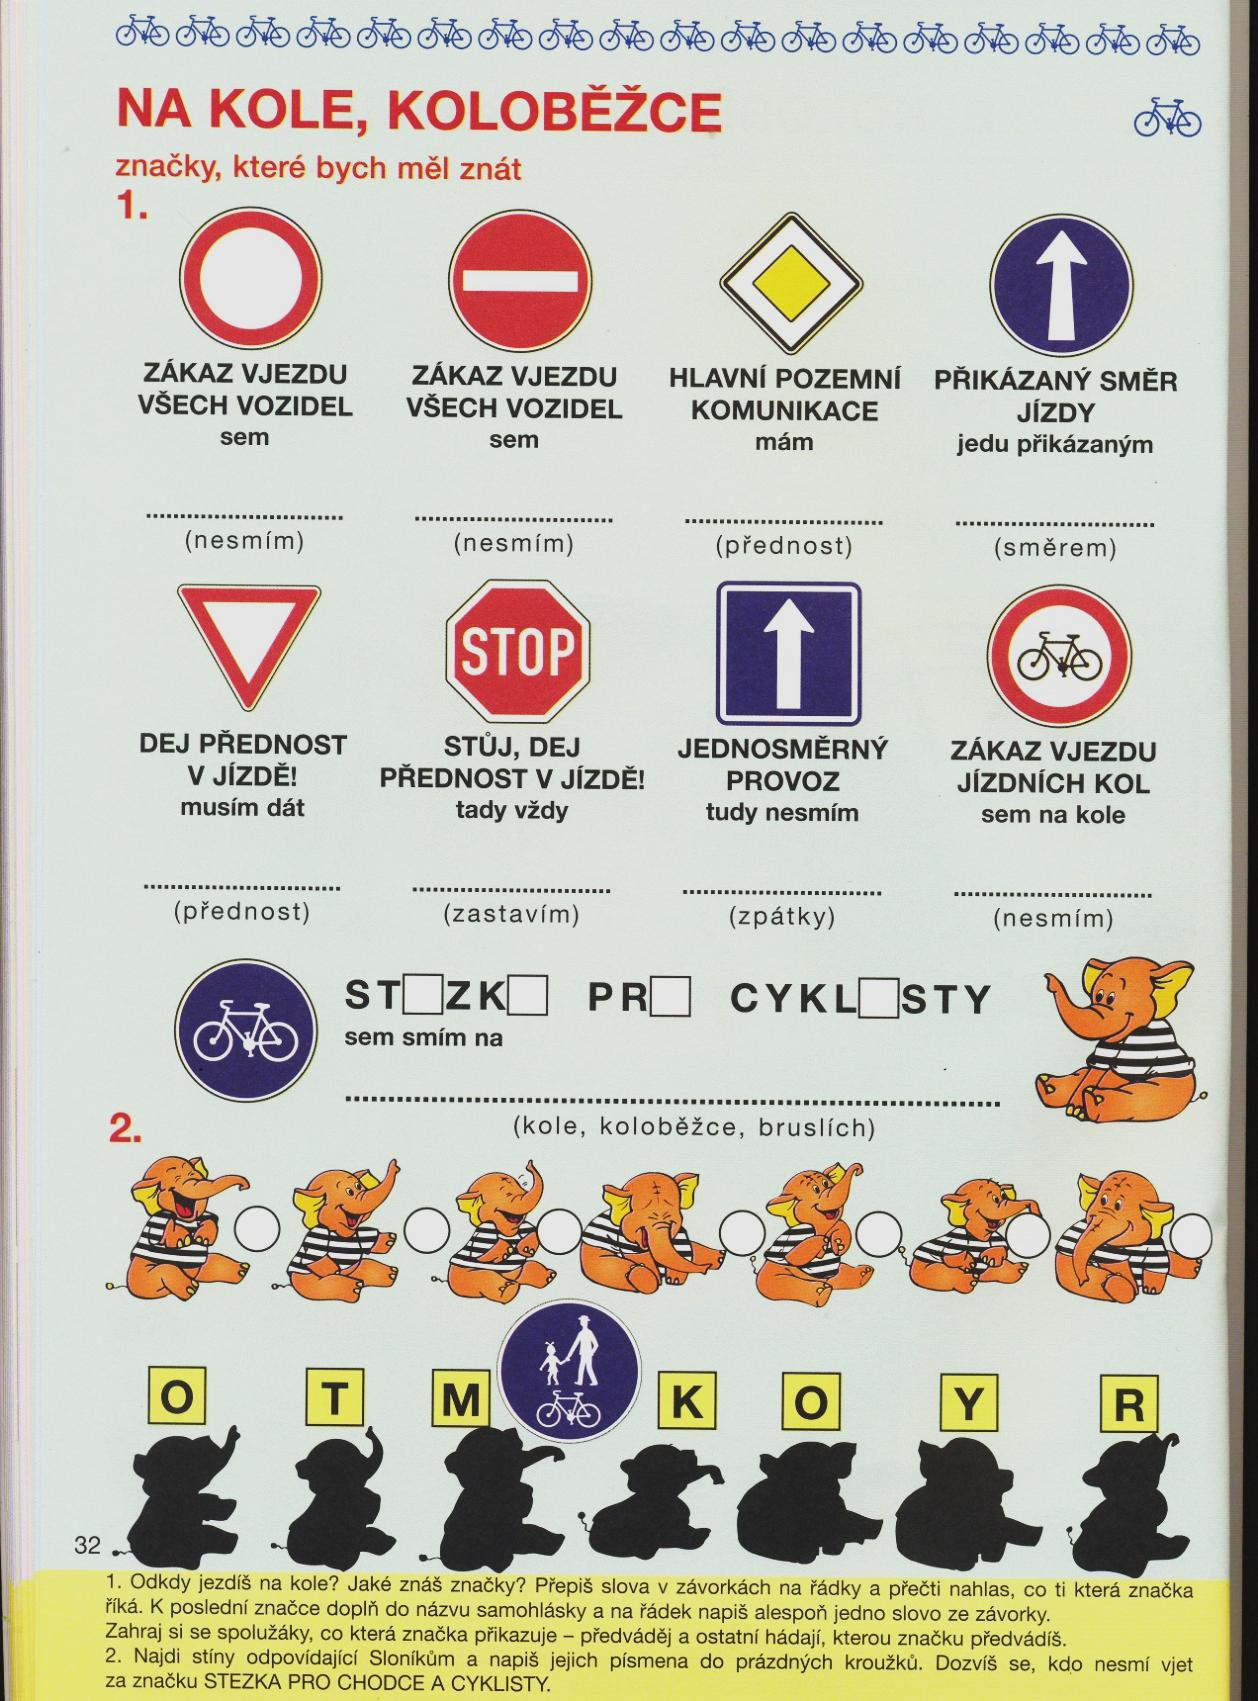 NA KOLE, KOLOBĚŽCE
značky, které bych měl znát
1.
ZÁKAZ VJEZDU
VŠECH VOZIDEL
sem
(nesmím)
ZÁKAZ VJEZDU
VŠECH VOZIDEL
sem
(nesmím)
HLAVNÍ POZEMNÍ
KOMUNIKACE
mám
(přednost)
PŘIKÁZANÝ SMĚR
JÍZDY
jedu přikázaným
(směrem)
DEJ PŘEDNOST
V JÍZDĚ!
musím dát
(přednost)
STOP
STŮJ, DEJ
PŘEDNOST V JÍZDĚ!
tady vždy
(zastavím)
JEDNOSMĚRNÝ
PROVOZ
tudy nesmím
(zpátky)
ZÁKAZ VJEZDU
JÍZDNÍCH KOL
sem na kole
(nesmím)
ST□ZK□ PR□ CYKL□STY
sem smím na
(kole, koloběžce, bruslích)
2.
O T M K O Y R
32
1. Odkdy jezdíš na kole? Jaké znáš značky? Přepiš slova v závorkách na řádky a přečti nahlas, co ti která značka
říká. K poslední značce doplň do názvu samohlásky a na řádek napiš alespoň jedno slovo ze závorky.
Zahraj si se spolužáky, co která značka přikazuje – předváděj a ostatní hádají, kterou značku předvádíš.
2. Najdi stíny odpovídající Sloníkům a napiš jejich písmena do prázdných kroužků. Dozvíš se, kdo nesmí vjet
za značku STEZKA PRO CHODCE A CYKLISTY.